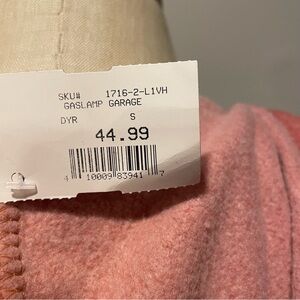 SKU# 1716-2-L1VH
GASLAMP GARAGE
DYR S
44.99
4 10009 83941 7